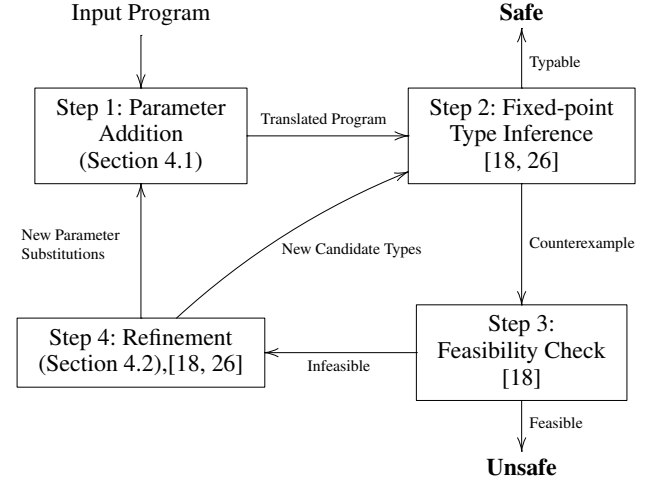 Input Program
Safe
Typable
Step 1: Parameter
Addition
(Section 4.1)
Translated Program
Step 2: Fixed-point
Type Inference
[18, 26]
New Parameter
Substitutions
New Candidate Types
Counterexample
Step 4: Refinement
(Section 4.2),[18, 26]
Infeasible
Step 3:
Feasibility Check
[18]
Feasible
Unsafe